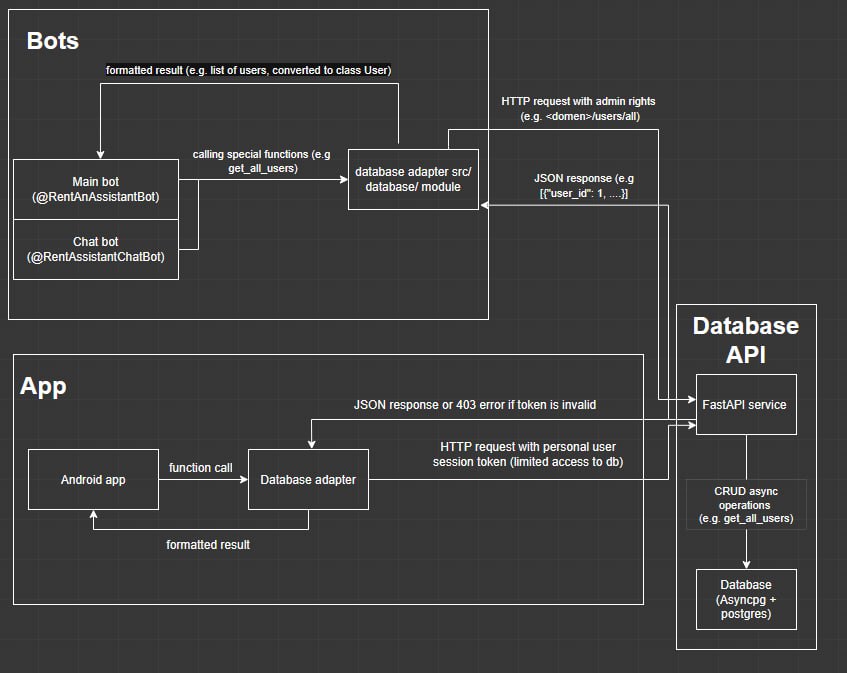 Bots
formatted result (e.g. list of users, converted to class User)
HTTP request with admin rights
(e.g. <domen>/users/all)
calling special functions (e.g
get_all_users)
Main bot
(@RentAnAssistantBot)
database adapter src/
database/ module
JSON response (e.g
[{"user_id": 1, ....}]
Chat bot
(@RentAssistantChatBot)
Database
API
App
FastAPI service
JSON response or 403 error if token is invalid
HTTP request with personal user
session token (limited access to db)
Android app
function call
Database adapter
formatted result
CRUD async
operations
(e.g. get_all_users)
Database
(Asyncpg +
postgres)